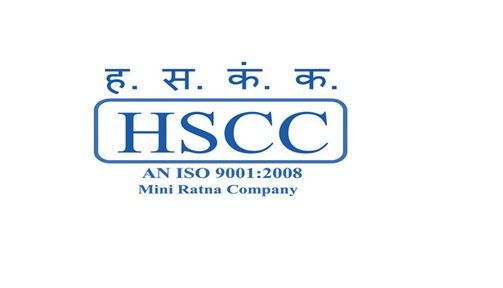 ह. स. कं. क.
HSCC
AN ISO 9001:2008
Mini Ratna Company